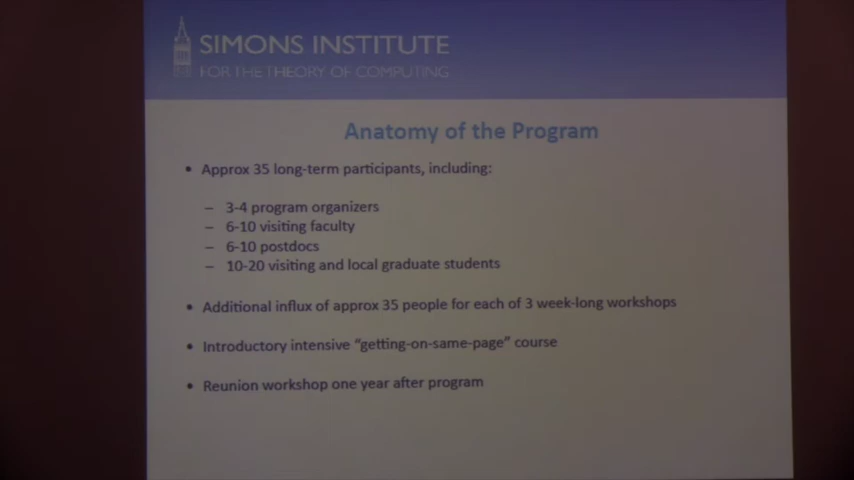 SIMONS INSTITUTE
FOR THE THEORY OF COMPUTING
Anatomy of the Program
• Approx 35 long-term participants, including:
– 3-4 program organizers
– 6-10 visiting faculty
– 6-10 postdocs
– 10-20 visiting and local graduate students
• Additional influx of approx 35 people for each of 3 week-long workshops
• Introductory intensive “getting-on-same-page” course
• Reunion workshop one year after program